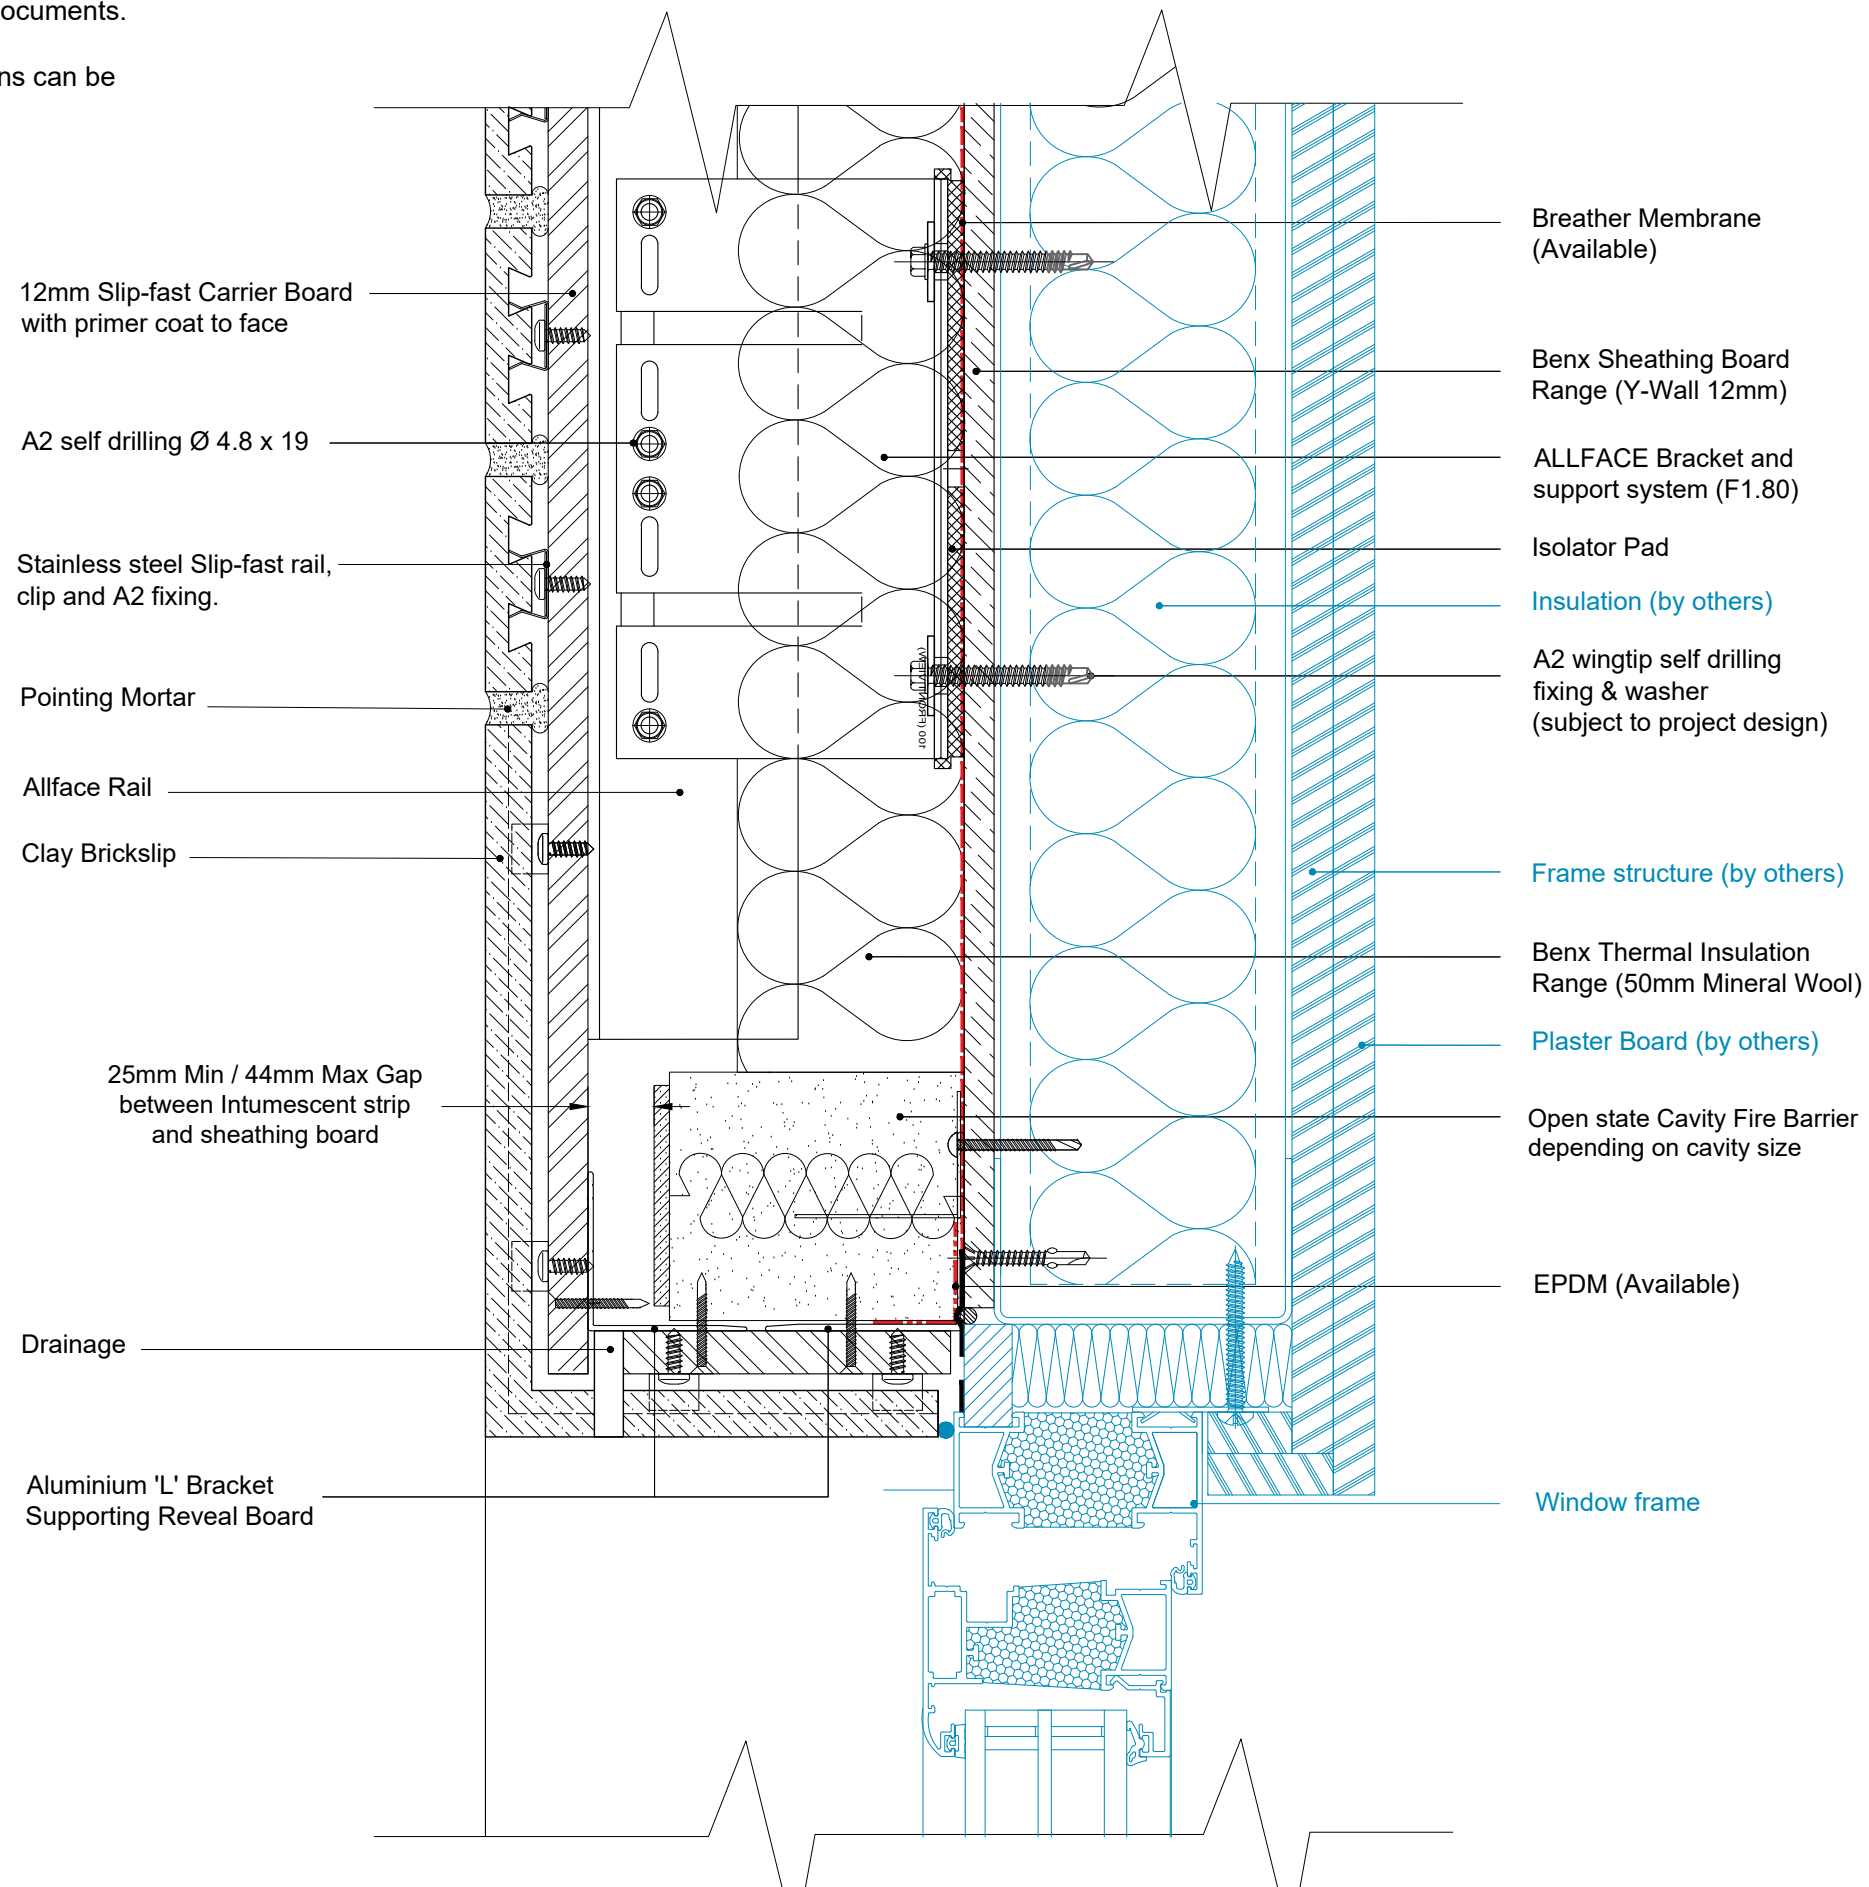 ocuments.
ns can be
12mm Slip-fast Carrier Board
with primer coat to face
A2 self drilling Ø 4.8 x 19
Stainless steel Slip-fast rail,
clip and A2 fixing.
Pointing Mortar
Allface Rail
Clay Brickslip
25mm Min / 44mm Max Gap
between Intumescent strip
and sheathing board
Drainage
Aluminium 'L' Bracket
Supporting Reveal Board
Breather Membrane
(Available)
Benx Sheathing Board
Range (Y-Wall 12mm)
ALLFACE Bracket and
support system (F1.80)
Isolator Pad
Insulation (by others)
A2 wingtip self drilling
fixing & washer
(subject to project design)
Frame structure (by others)
Benx Thermal Insulation
Range (50mm Mineral Wool)
Plaster Board (by others)
Open state Cavity Fire Barrier
depending on cavity size
EPDM (Available)
Window frame